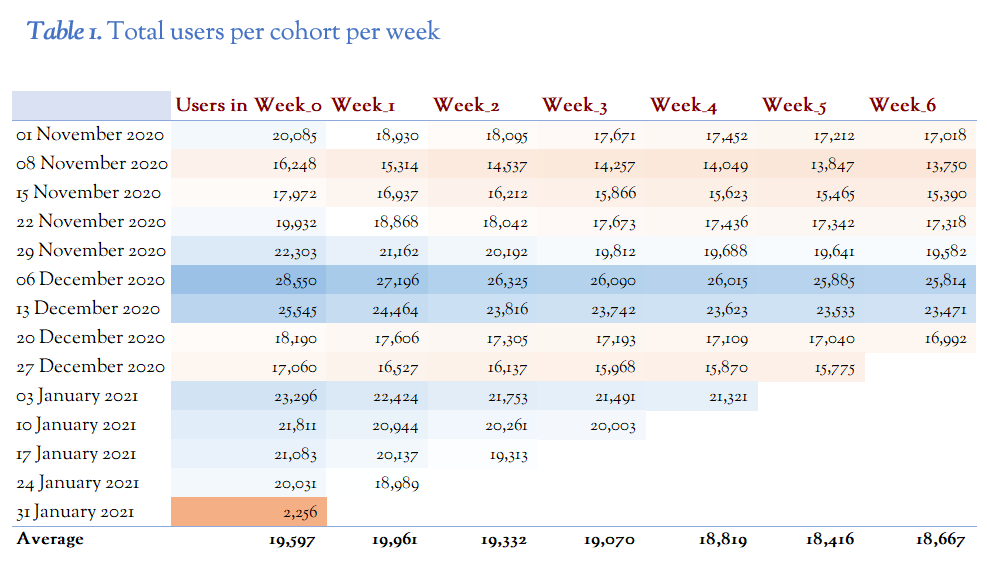 Table 1. Total users per cohort per week
Users in Week_0 Week_1 Week_2 Week_3 Week_4 Week_5 Week_6
01 November 2020 20,085 18,930 18,095 17,671 17,452 17,212 17,018
08 November 2020 16,248 15,314 14,537 14,257 14,049 13,847 13,750
15 November 2020 17,972 16,937 16,212 15,866 15,623 15,465 15,390
22 November 2020 19,932 18,868 18,042 17,673 17,436 17,342 17,318
29 November 2020 22,303 21,162 20,192 19,812 19,688 19,641 19,582
06 December 2020 28,550 27,196 26,325 26,090 26,015 25,885 25,814
13 December 2020 25,545 24,464 23,816 23,742 23,623 23,533 23,471
20 December 2020 18,190 17,606 17,305 17,193 17,109 17,040 16,992
27 December 2020 17,060 16,527 16,137 15,968 15,870 15,775
03 January 2021 23,296 22,424 21,753 21,491 21,321
10 January 2021 21,811 20,944 20,261 20,003
17 January 2021 21,083 20,137 19,313
24 January 2021 20,031 18,989
31 January 2021 2,256
Average 19,597 19,961 19,332 19,070 18,819 18,416 18,667